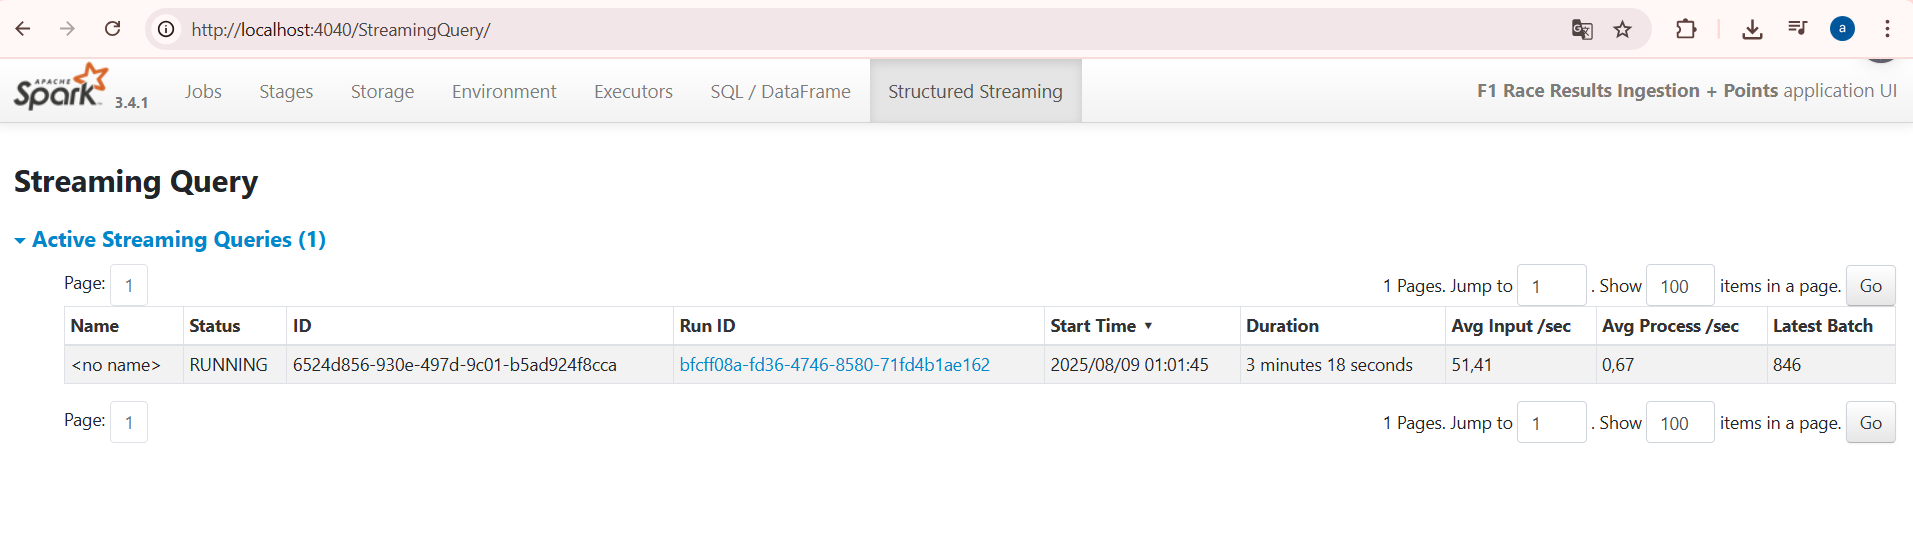 http://localhost:4040/StreamingQuery/
a
APACHE Spark 3.4.1 Jobs Stages Storage Environment Executors SQL / DataFrame Structured Streaming F1 Race Results Ingestion + Points application UI
Streaming Query
Active Streaming Queries (1)
Page: 1 1 Pages. Jump to 1 . Show 100 items in a page. Go
Name Status ID Run ID Start Time Duration Avg Input /sec Avg Process /sec Latest Batch
<no name> RUNNING 6524d856-930e-497d-9c01-b5ad924f8cca bfcff08a-fd36-4746-8580-71fd4b1ae162 2025/08/09 01:01:45 3 minutes 18 seconds 51,41 0,67 846
Page: 1 1 Pages. Jump to 1 . Show 100 items in a page. Go